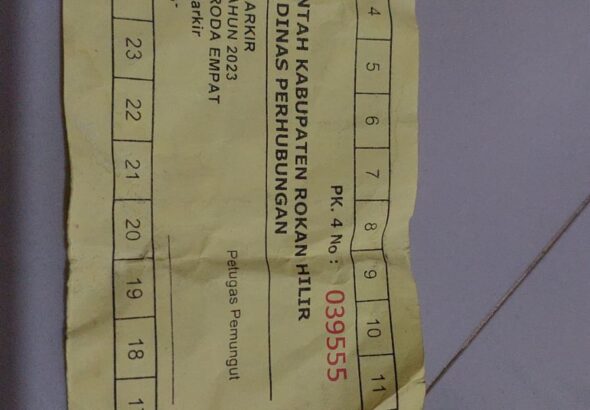 4 5 6 7 8 9 10 11
PK. 4 No : 039555
NTAH KABUPATEN ROKAN HILIR
DINAS PERHUBUNGAN
ARKIR
AHUN 2023
RODA EMPAT
arkir
Petugas Pemungut
23 22 21 20 19 18